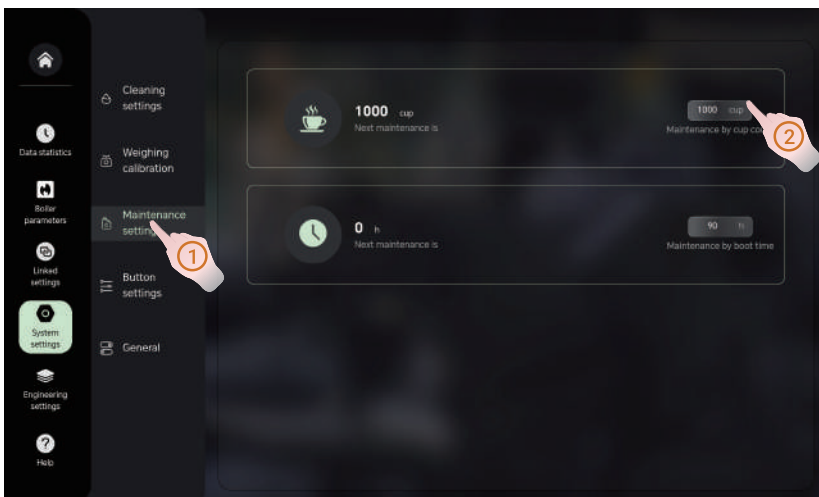 Data statistics
Boiler
parameters
Linked
settings
System
settings
Engineering
settings
Help
Cleaning
settings
Weighing
calibration
Maintenance
setting
Button
settings
General
1
1000 cup
Next maintenance is
1000 cup
Maintenance by cup co
2
0 h
Next maintenance is
90 h
Maintenance by boot time